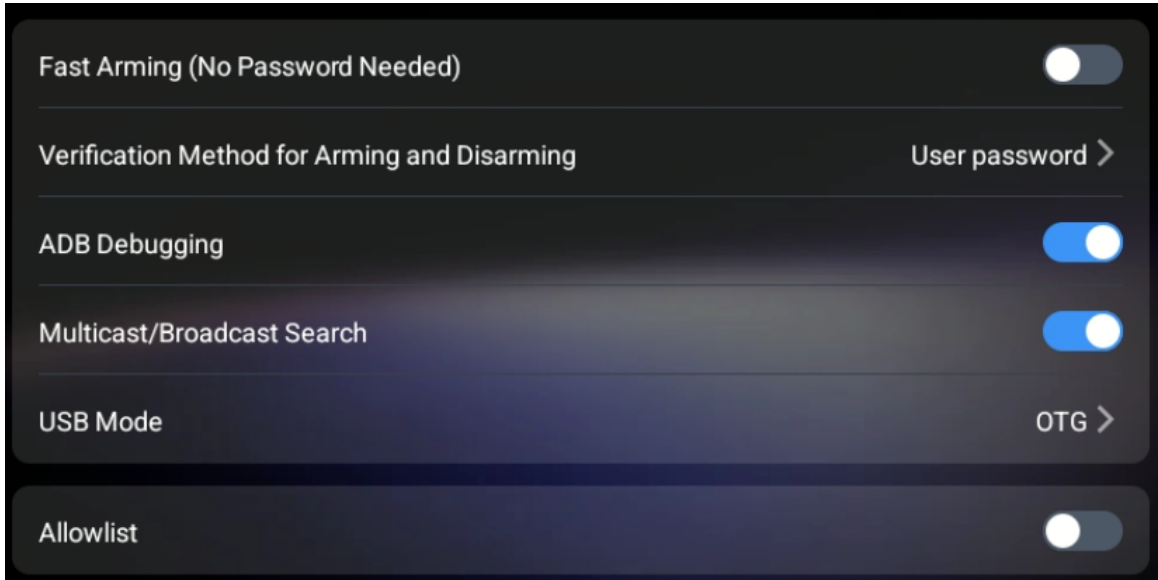 Fast Arming (No Password Needed)
Verification Method for Arming and Disarming User password
ADB Debugging
Multicast/Broadcast Search
USB Mode OTG
Allowlist